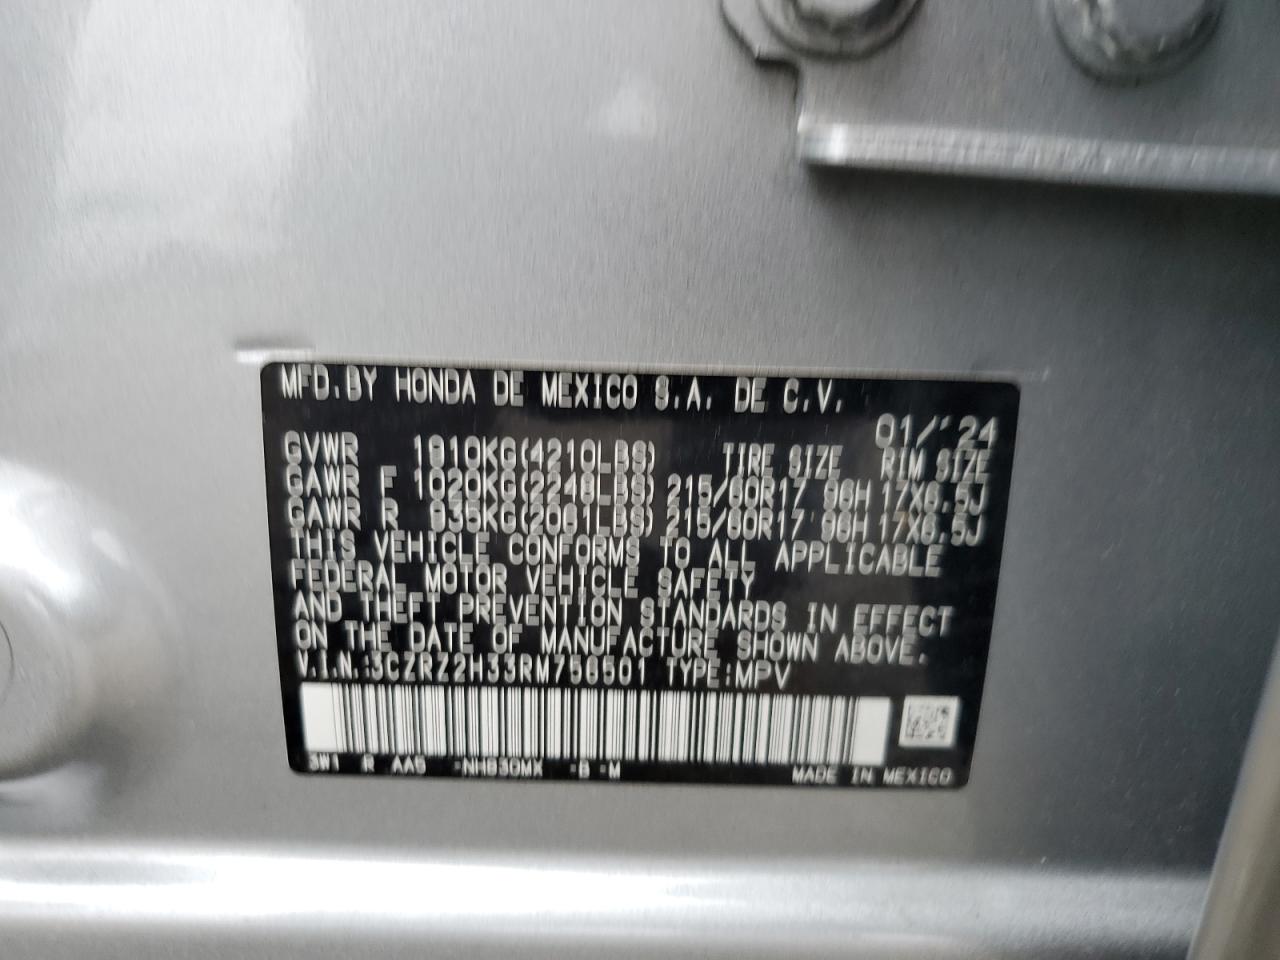 MFD.BY HONDA DE MEXICO S.A. DE C.V.
01/'24
GVWR 1910KG(4210LBS) TIRE SIZE RIM SIZE
GAWR F 1020KG(2248LBS) 215/60R17 96H 17X6.5J
GAWR R 935KG(2061LBS) 215/60R17 96H 17X6.5J
THIS VEHICLE CONFORMS TO ALL APPLICABLE
FEDERAL MOTOR VEHICLE SAFETY
AND THEFT PREVENTION STANDARDS IN EFFECT
ON THE DATE OF MANUFACTURE SHOWN ABOVE.
V.I.N.: TYPE:MPV
3W1 R AA5 -NH830MX -B -M MADE IN MEXICO